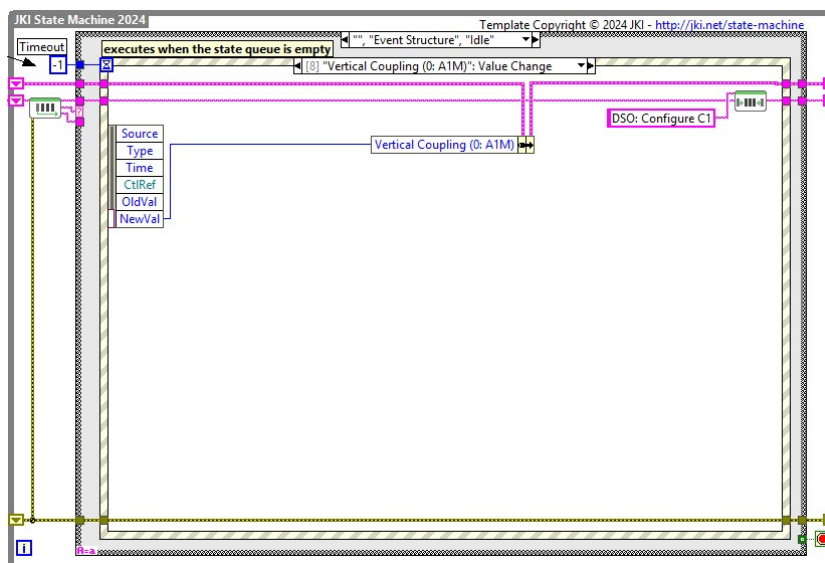 JKI State Machine 2024
Template Copyright © 2024 JKI - http://jki.net/state-machine
Timeout
executes when the state queue is empty
"", "Event Structure", "Idle"
-1
[8] "Vertical Coupling (0: A1M)": Value Change
DSO: Configure C1
Source
Type
Time
CtlRef
OldVal
NewVal
Vertical Coupling (0: A1M)
i
A=a